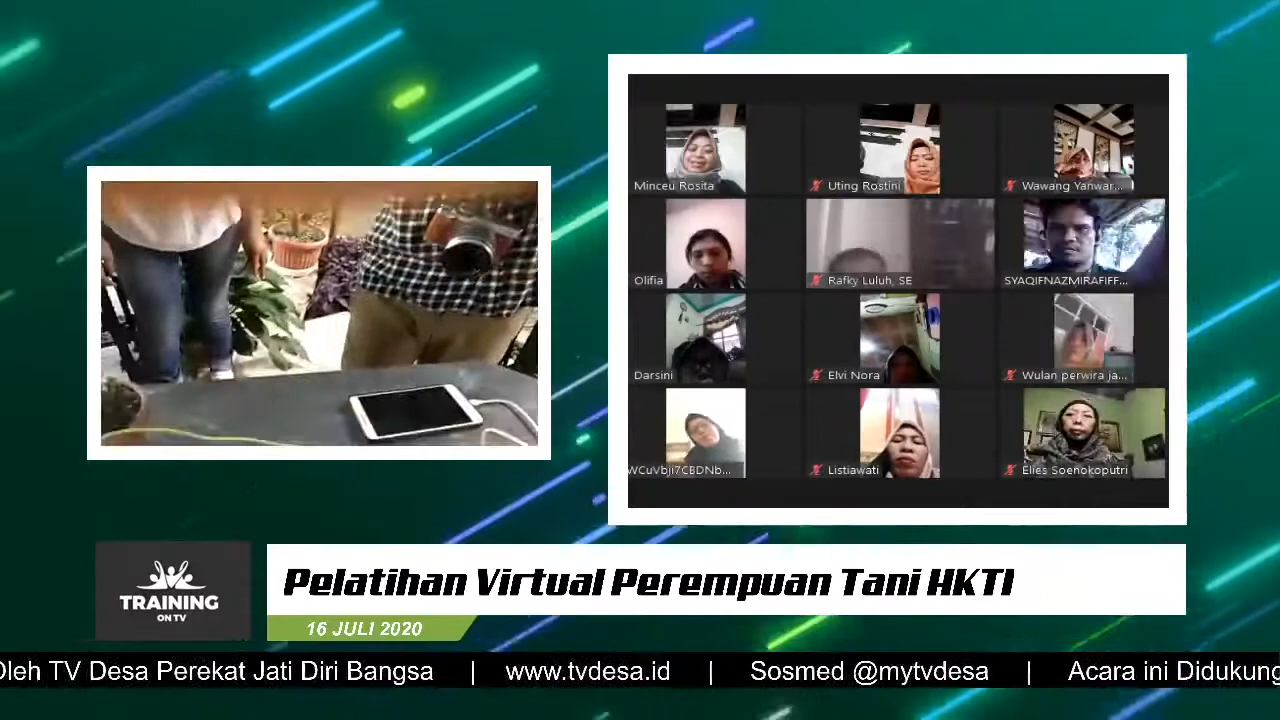 Minceu Rosita
Uting Rostini
Wawang Yanwar...
Olifia
Rafky Luluh, SE
SYAQIFNAZMIRAFIFF...
Darsini
Elvi Nora
Wulan perwira ja...
WCuVbJi7CBDNb...
Listiawati
Elies Soenokoputri
TRAINING
ON TV
Pelatihan Virtual Perempuan Tani HKTI
16 JULI 2020
Oleh TV Desa Perekat Jati Diri Bangsa | www.tvdesa.id | Sosmed @mytvdesa | Acara ini Didukung